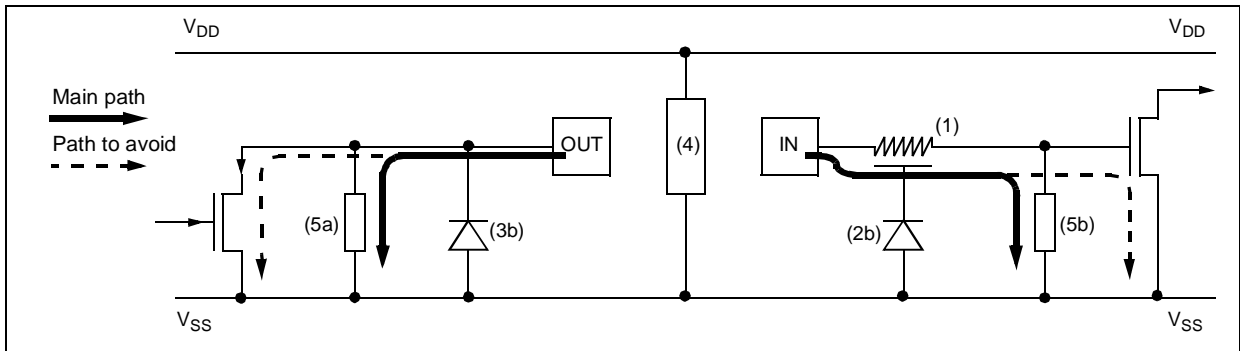 VDD
VDD
Main path
Path to avoid
OUT
(4)
IN
(1)
(5a)
(3b)
(2b)
(5b)
VSS
VSS